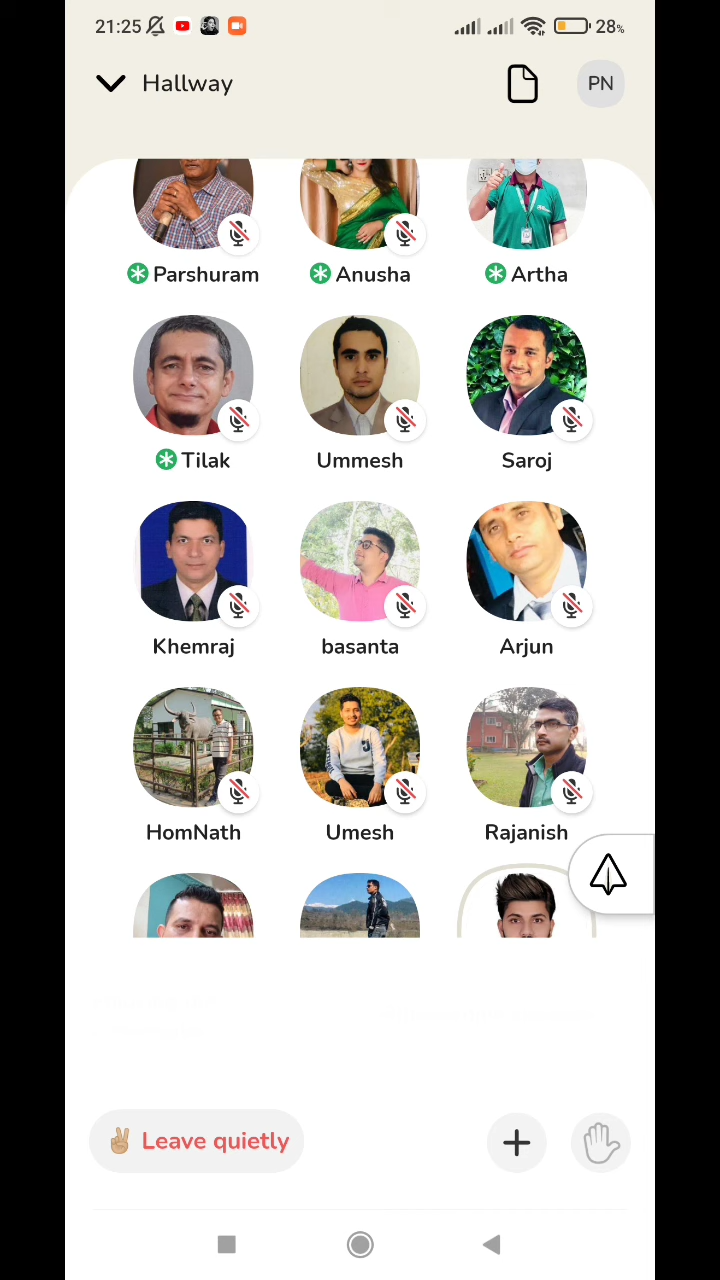 21:25 28%
Hallway PN
Parshuram Anusha Artha
Tilak Ummesh Saroj
Khemraj basanta Arjun
HomNath Umesh Rajanish
Leave quietly